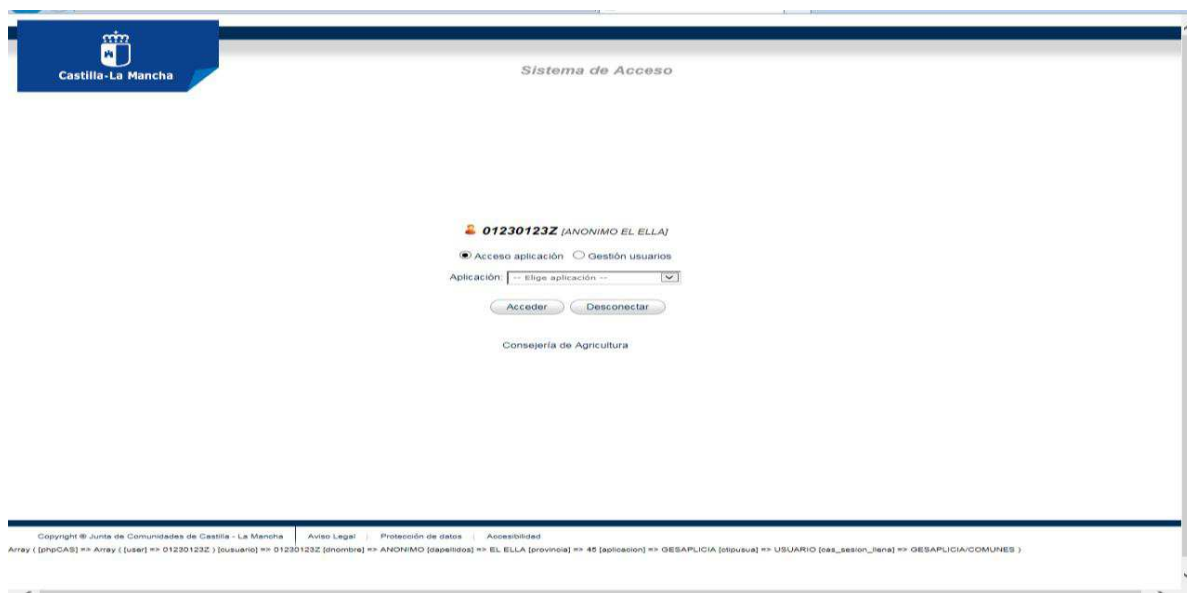 Castilla-La Mancha
Sistema de Acceso
01230123Z [ANONIMO EL ELLA]
Acceso aplicación Gestión usuarios
Aplicación: -- Elige aplicación --
Acceder Desconectar
Consejería de Agricultura
Copyright © Junta de Comunidades de Castilla - La Mancha Aviso Legal | Protección de datos | Accesibilidad
Array ( [phpCAS] => Array ( [user] => 01230123Z ) [cusuario] => 01230123Z [dnombre] => ANONIMO [dapellidos] => EL ELLA [provincia] => 45 [aplicacion] => GESAPLICIA [ctipusua] => USUARIO [cas_sesion_llena] => GESAPLICIA/COMUNES )